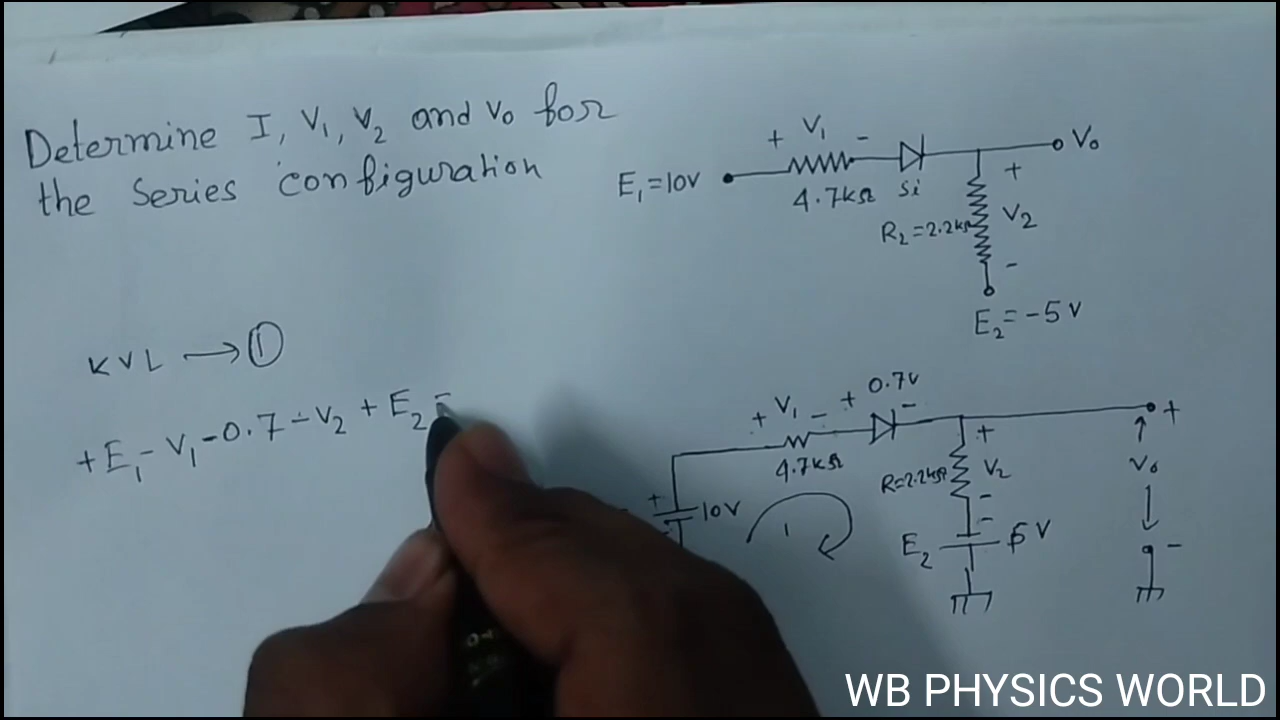 Determine I, V₁, V₂ and V₀ for
the Series configuration
+ V₁ -
E₁ = 10V
4.7kΩ
Si
V₀
+
R₂ = 2.2kΩ
V₂
-
E₂ = -5V
KVL → ①
+E₁ - V₁ - 0.7 - V₂ + E₂ =
+ V₁ - + 0.7V -
4.7kΩ
+
10V
-
1
+
R = 2.2kΩ
V₂
-
-
E₂
5V
+
V₀
-
WB PHYSICS WORLD